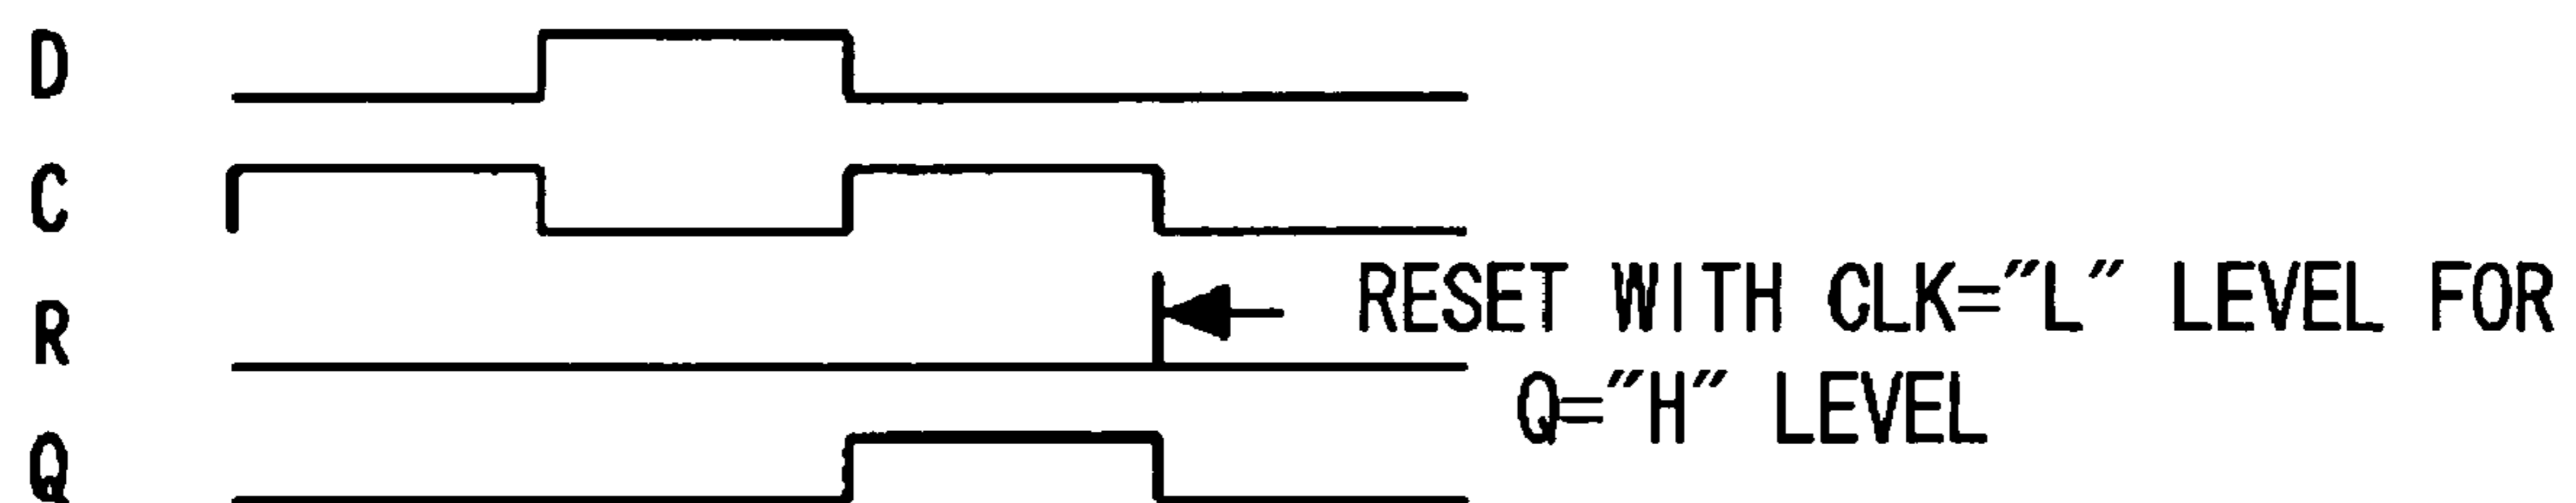 D
C
R
RESET WITH CLK="L" LEVEL FOR
Q="H" LEVEL
Q